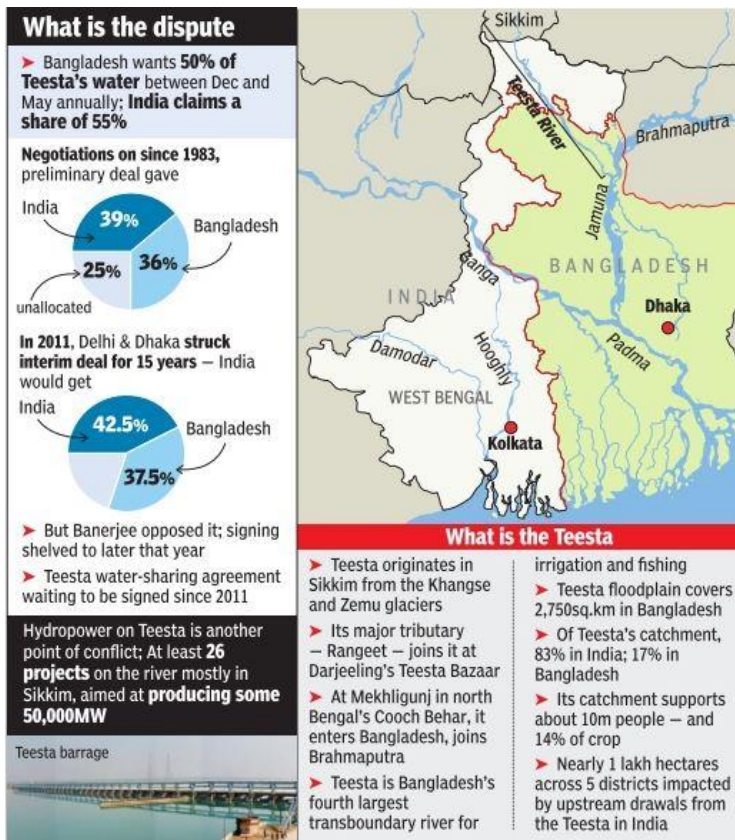 What is the dispute
➤ Bangladesh wants 50% of
Teesta's water between Dec and
May annually; India claims a
share of 55%
Negotiations on since 1983,
preliminary deal gave
India
39%
Bangladesh
36%
25%
unallocated
In 2011, Delhi & Dhaka struck
interim deal for 15 years — India
would get
India
42.5%
Bangladesh
37.5%
➤ But Banerjee opposed it; signing
shelved to later that year
➤ Teesta water-sharing agreement
waiting to be signed since 2011
Hydropower on Teesta is another
point of conflict; At least 26
projects on the river mostly in
Sikkim, aimed at producing some
50,000MW
Teesta barrage
Sikkim
Teesta River
Brahmaputra
Jamuna
Ganga
BANGLADESH
INDIA
Dhaka
Hooghly
Padma
Damodar
WEST BENGAL
Kolkata
What is the Teesta
➤ Teesta originates in
Sikkim from the Khangse
and Zemu glaciers
➤ Its major tributary
— Rangeet — joins it at
Darjeeling's Teesta Bazaar
➤ At Mekhligunj in north
Bengal's Cooch Behar, it
enters Bangladesh, joins
Brahmaputra
➤ Teesta is Bangladesh's
fourth largest
transboundary river for
irrigation and fishing
➤ Teesta floodplain covers
2,750sq.km in Bangladesh
➤ Of Teesta's catchment,
83% in India; 17% in
Bangladesh
➤ Its catchment supports
about 10m people — and
14% of crop
➤ Nearly 1 lakh hectares
across 5 districts impacted
by upstream drawals from
the Teesta in India